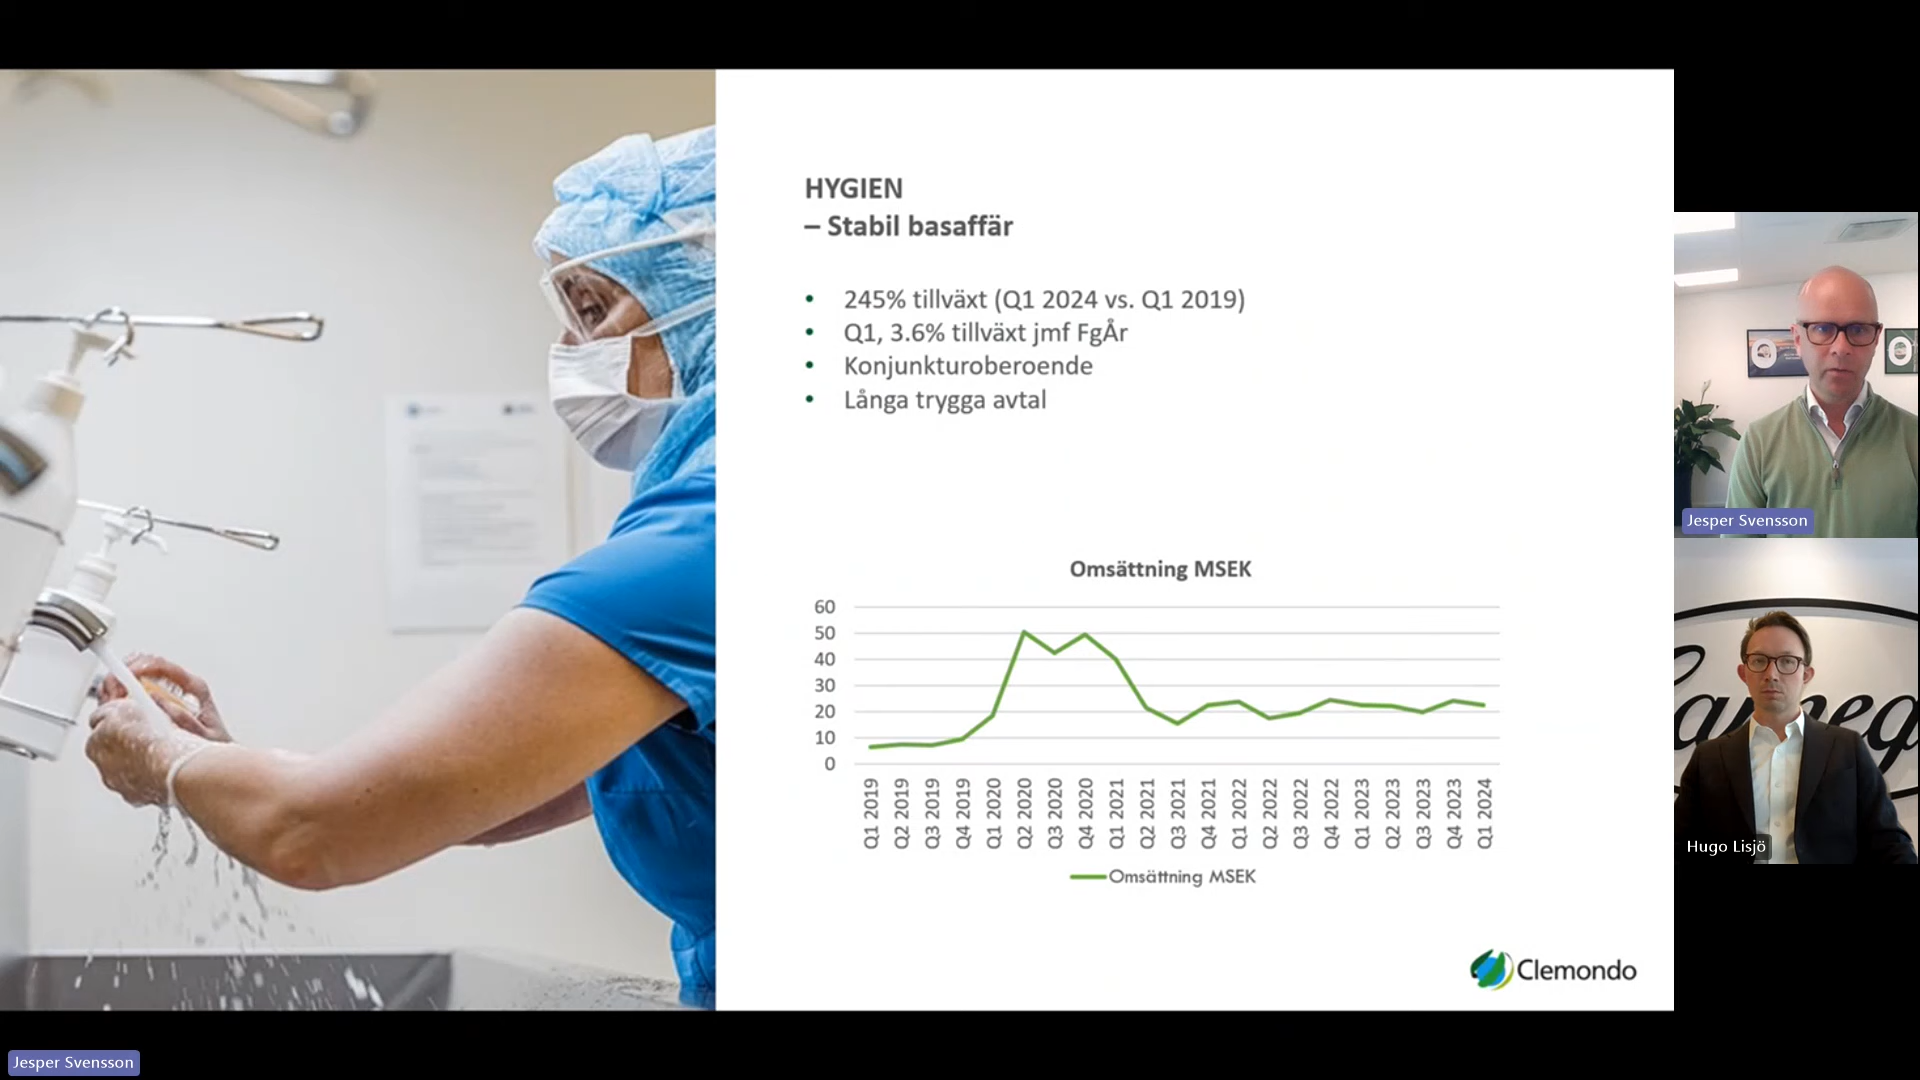 HYGIEN
– Stabil basaffär
• 245% tillväxt (Q1 2024 vs. Q1 2019)
• Q1, 3.6% tillväxt jmf FgÅr
• Konjunkturoberoende
• Långa trygga avtal
Omsättning MSEK
60
50
40
30
20
10
0
Q1 2019
Q2 2019
Q3 2019
Q4 2019
Q1 2020
Q2 2020
Q3 2020
Q4 2020
Q1 2021
Q2 2021
Q3 2021
Q4 2021
Q1 2022
Q2 2022
Q3 2022
Q4 2022
Q1 2023
Q2 2023
Q3 2023
Q4 2023
Q1 2024
Omsättning MSEK
Clemondo
Jesper Svensson
Hugo Lisjö
Jesper Svensson